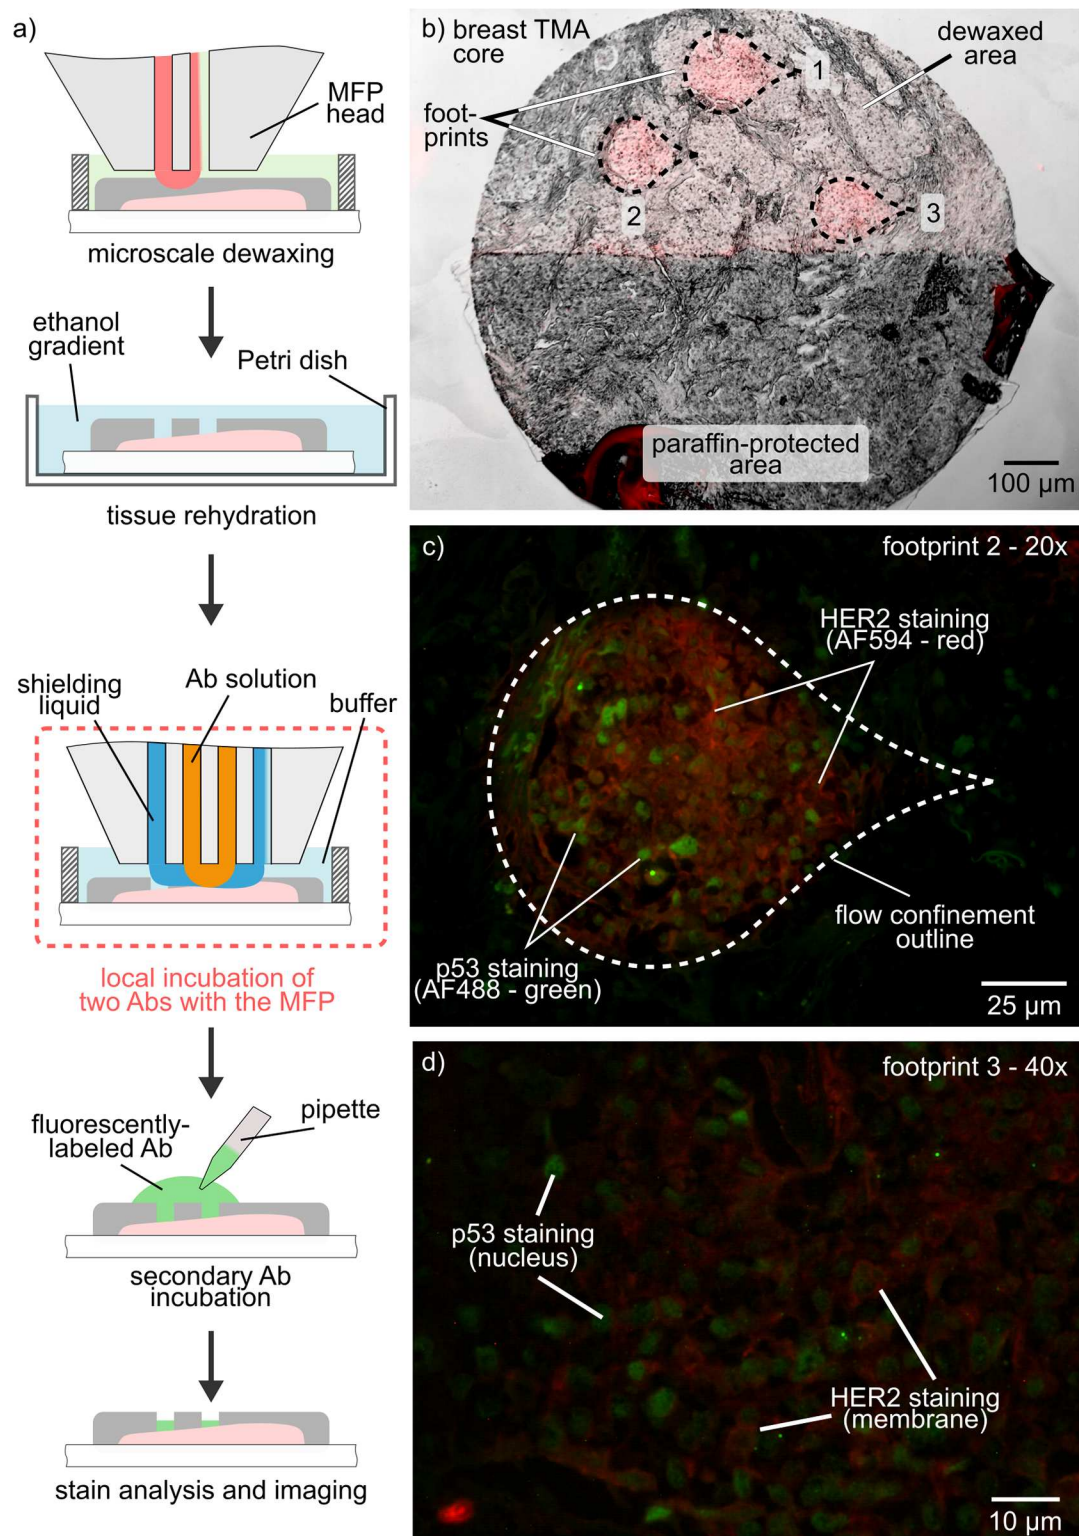 a)
MFP
head
microscale dewaxing
ethanol
gradient
Petri dish
tissue rehydration
shielding
liquid
Ab solution
buffer
local incubation of
two Abs with the MFP
fluorescently-
labeled Ab
pipette
secondary Ab
incubation
stain analysis and imaging
b) breast TMA
core
dewaxed
area
foot-
prints
1
2
3
paraffin-protected
area
100 µm
c)
footprint 2 - 20x
HER2 staining
(AF594 - red)
p53 staining
(AF488 - green)
flow confinement
outline
25 µm
d)
footprint 3 - 40x
p53 staining
(nucleus)
HER2 staining
(membrane)
10 µm